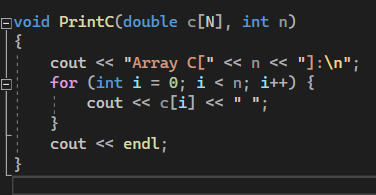 void PrintC(double c[N], int n)
{
    cout << "Array C[" << n << "]:\n";
    for (int i = 0; i < n; i++) {
        cout << c[i] << " ";
    }
    cout << endl;
}